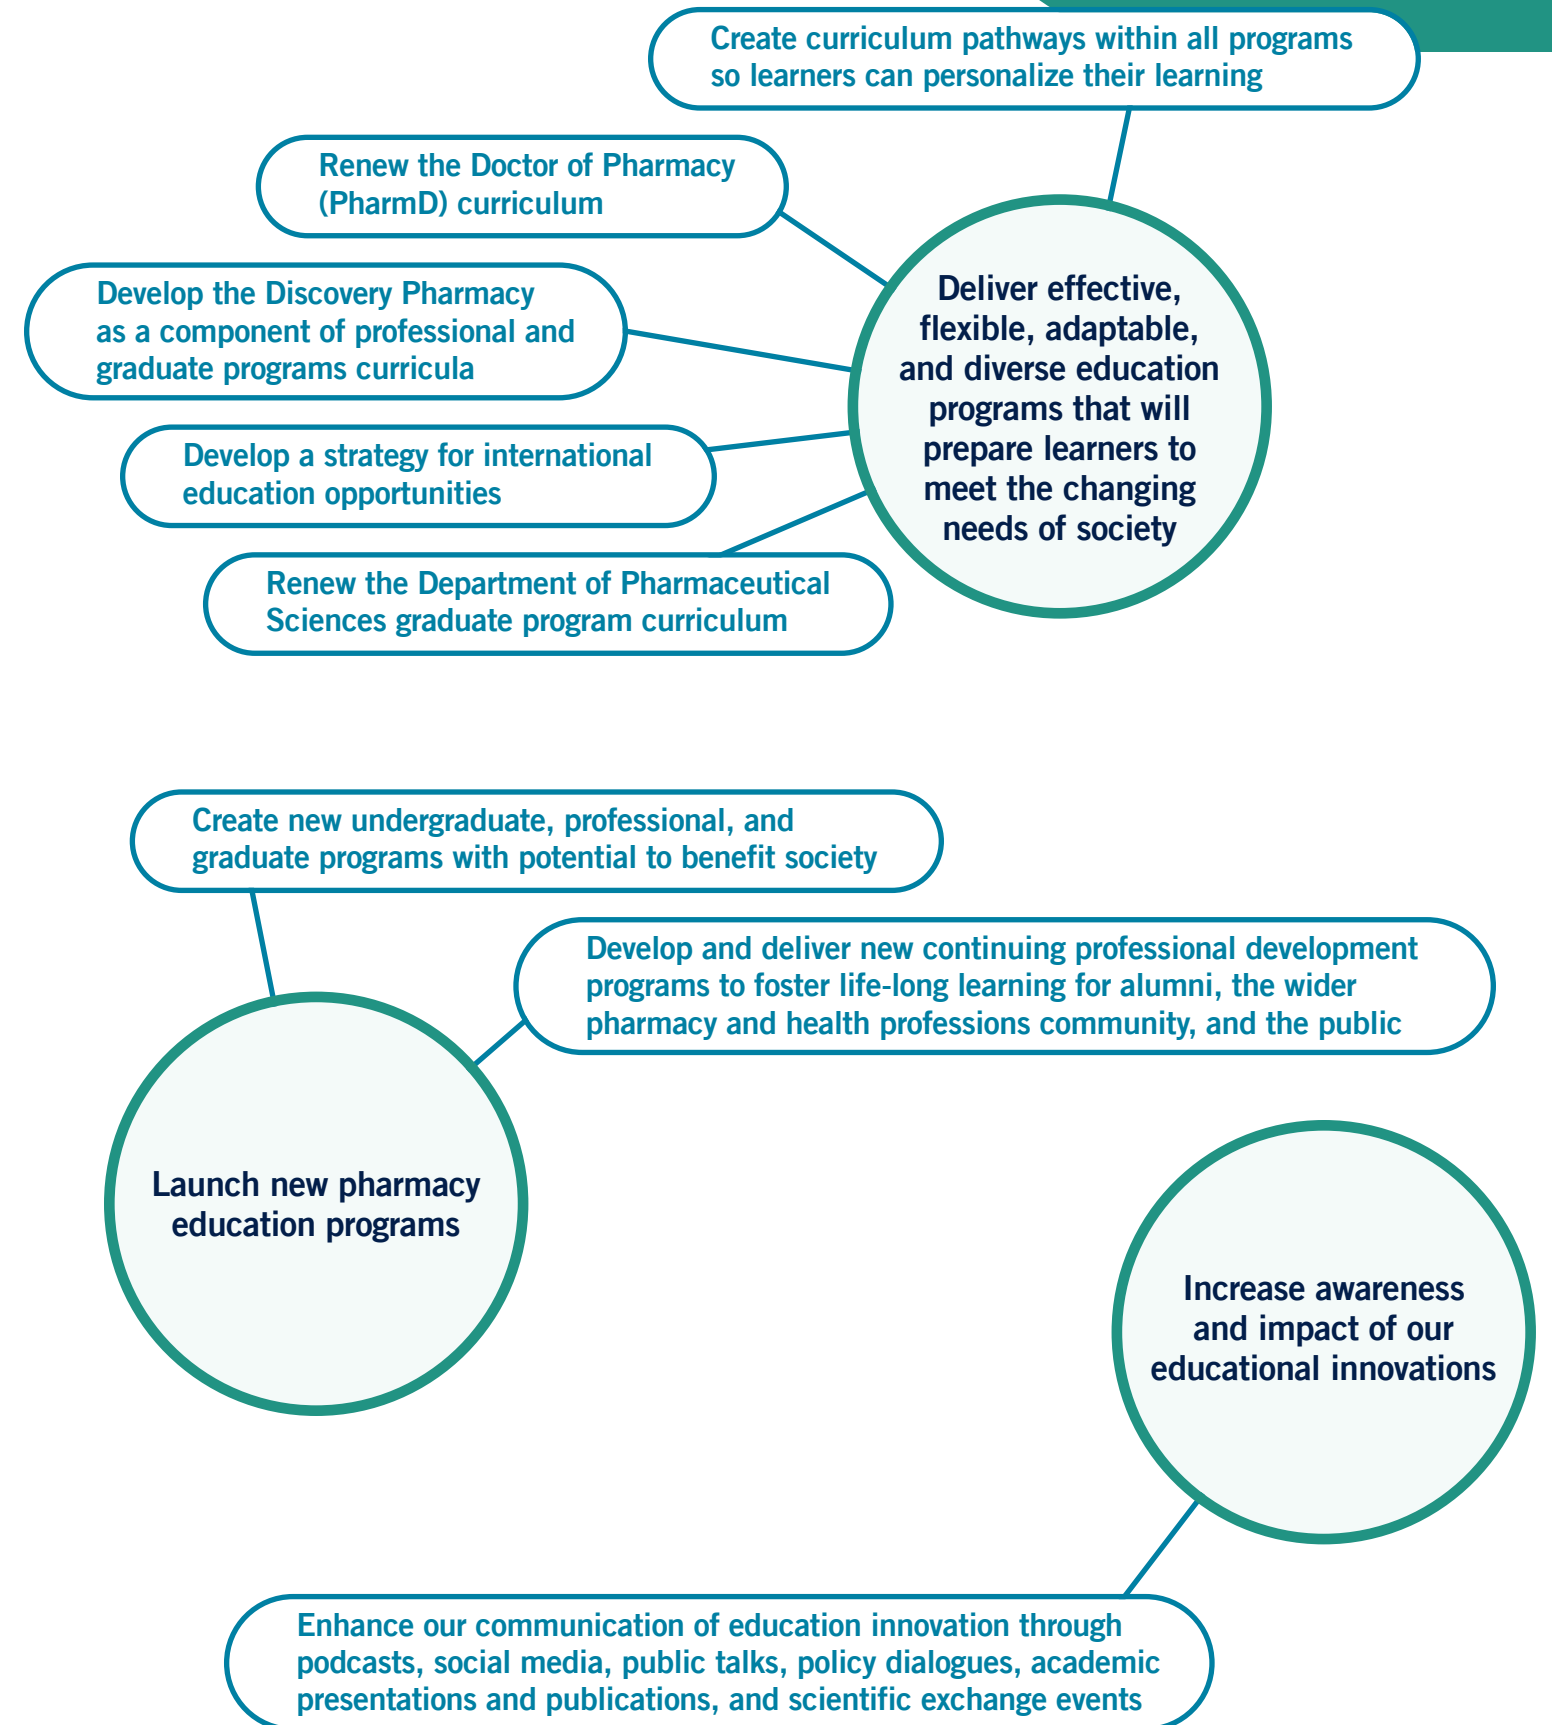 Create curriculum pathways within all programs
so learners can personalize their learning
Renew the Doctor of Pharmacy
(PharmD) curriculum
Develop the Discovery Pharmacy
as a component of professional and
graduate programs curricula
Develop a strategy for international
education opportunities
Renew the Department of Pharmaceutical
Sciences graduate program curriculum
Deliver effective,
flexible, adaptable,
and diverse education
programs that will
prepare learners to
meet the changing
needs of society
Create new undergraduate, professional, and
graduate programs with potential to benefit society
Develop and deliver new continuing professional development
programs to foster life-long learning for alumni, the wider
pharmacy and health professions community, and the public
Launch new pharmacy
education programs
Increase awareness
and impact of our
educational innovations
Enhance our communication of education innovation through
podcasts, social media, public talks, policy dialogues, academic
presentations and publications, and scientific exchange events